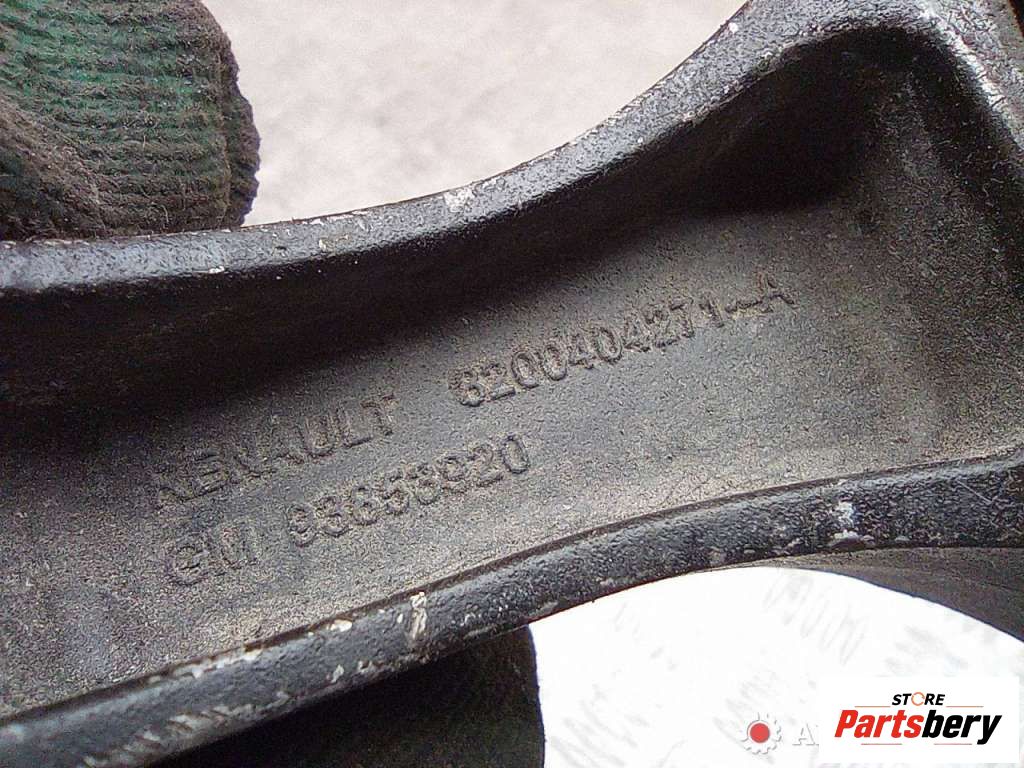 RENAULT 8200404271--A
GM 93858920
STORE
Partsbery